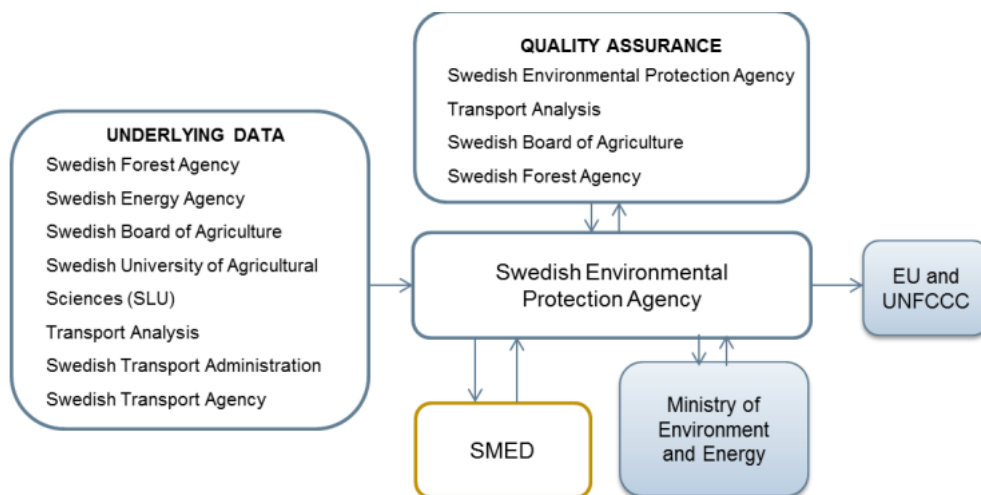 QUALITY ASSURANCE
Swedish Environmental Protection Agency
Transport Analysis
Swedish Board of Agriculture
Swedish Forest Agency
UNDERLYING DATA
Swedish Forest Agency
Swedish Energy Agency
Swedish Board of Agriculture
Swedish University of Agricultural
Sciences (SLU)
Transport Analysis
Swedish Transport Administration
Swedish Transport Agency
Swedish Environmental
Protection Agency
EU and
UNFCCC
SMED
Ministry of
Environment
and Energy